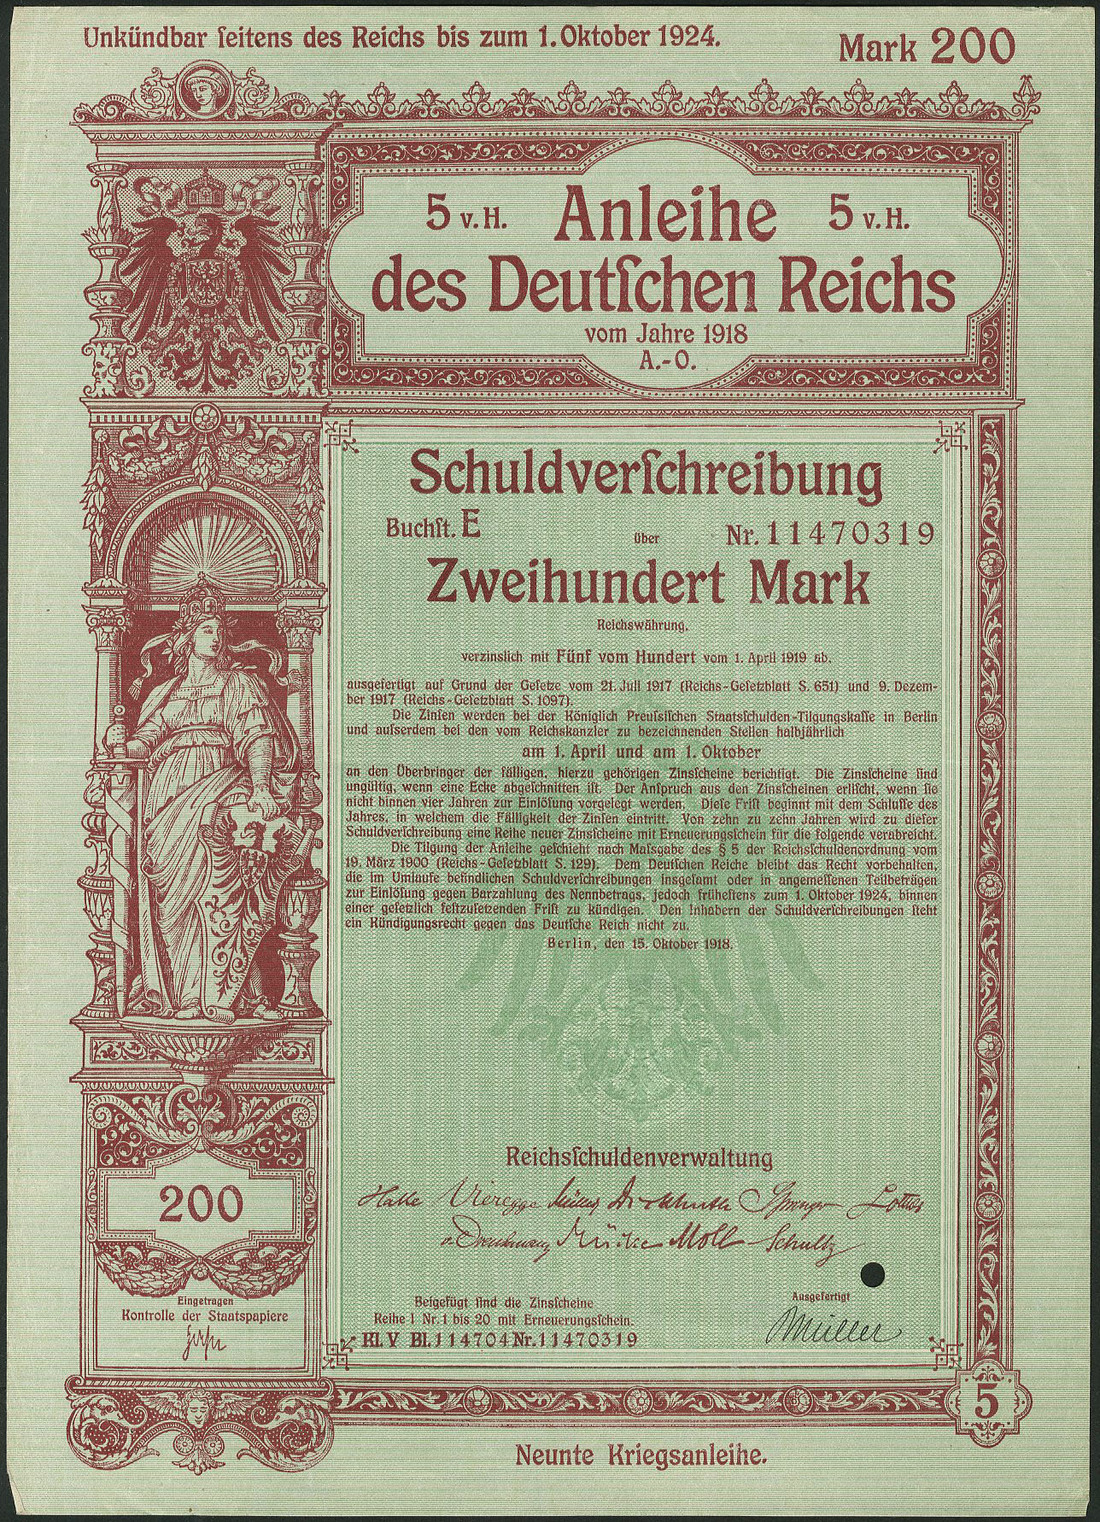 Unkündbar ſeitens des Reichs bis zum 1. Oktober 1924.
Mark 200
5 v. H. Anleihe 5 v. H.
des Deutſchen Reichs
vom Jahre 1918
A.-O.
Schuldverſchreibung
Buchſt. E über Nr. 11470319
Zweihundert Mark
Reichswährung,
verzinslich mit Fünf vom Hundert vom 1. April 1919 ab,
ausgefertigt auf Grund der Geſetze vom 21. Juli 1917 (Reichs-Geſetzblatt S. 651) und 9. Dezem-
ber 1917 (Reichs-Geſetzblatt S. 1097).
Die Zinſen werden bei der Königlich Preuſsiſchen Staatsſchulden-Tilgungskaſſe in Berlin
und auſserdem bei den vom Reichskanzler zu bezeichnenden Stellen halbjährlich
am 1. April und am 1. Oktober
an den Überbringer der fälligen, hierzu gehörigen Zinsſcheine berichtigt. Die Zinsſcheine ſind
ungültig, wenn eine Ecke abgeſchnitten iſt. Der Anſpruch aus den Zinsſcheinen erliſcht, wenn ſie
nicht binnen vier Jahren zur Einlöſung vorgelegt werden. Dieſe Friſt beginnt mit dem Schluſſe des
Jahres, in welchem die Fälligkeit der Zinſen eintritt. Von zehn zu zehn Jahren wird zu dieſer
Schuldverſchreibung eine Reihe neuer Zinsſcheine mit Erneuerungsſchein für die folgende verabreicht.
Die Tilgung der Anleihe geſchieht nach Maſsgabe des § 5 der Reichsſchuldenordnung vom
19. März 1900 (Reichs-Geſetzblatt S. 129). Dem Deutſchen Reiche bleibt das Recht vorbehalten,
die im Umlaufe befindlichen Schuldverſchreibungen insgeſamt oder in angemeſſenen Teilbeträgen
zur Einlöſung gegen Barzahlung des Nennbetrags, jedoch früheſtens zum 1. Oktober 1924, binnen
einer geſetzlich feſtzuſetzenden Friſt zu kündigen. Den Inhabern der Schuldverſchreibungen ſteht
ein Kündigungsrecht gegen das Deutſche Reich nicht zu.
Berlin, den 15. Oktober 1918.
Reichsſchuldenverwaltung
Halle Vieregge Springer
Mücke Moll Schultz
200
Eingetragen
Kontrolle der Staatspapiere
Beigefügt ſind die Zinsſcheine
Reihe I Nr. 1 bis 20 mit Erneuerungsſchein.
Kl. V Bl. 114704 Nr. 11470319
Ausgefertigt
Müller
5
Neunte Kriegsanleihe.